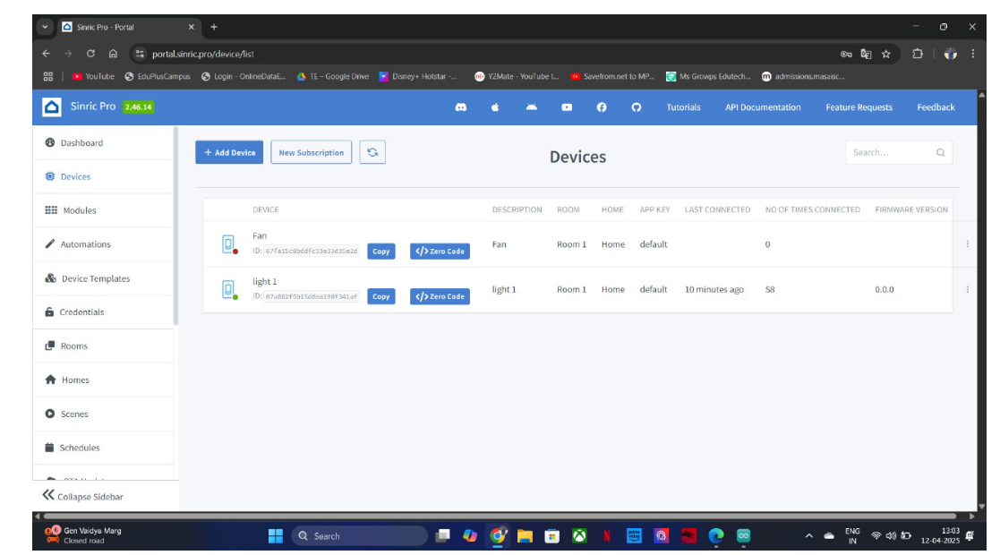 Sinric Pro - Portal
portal.sinric.pro/device/list
YouTube EduPlusCampus Login - OnlineDataE... TE – Google Drive Disney+ Hotstar -... Y2Mate - YouTube t... Savefrom.net to MP... Ms Growps Edutech... admissions.masaisc...
Sinric Pro 2.46.14 Tutorials API Documentation Feature Requests Feedback
Dashboard
Devices
Modules
Automations
Device Templates
Credentials
Rooms
Homes
Scenes
Schedules
Collapse Sidebar
+ Add Device New Subscription Devices Search...
DEVICE DESCRIPTION ROOM HOME APP KEY LAST CONNECTED NO OF TIMES CONNECTED FIRMWARE VERSION
Fan
ID: Copy </> Zero Code Fan Room 1 Home default 0
light 1
ID: Copy </> Zero Code light 1 Room 1 Home default 10 minutes ago 58 0.0.0
Gen Vaidya Marg
Closed road
Search
ENG
IN
13:03
12-04-2025